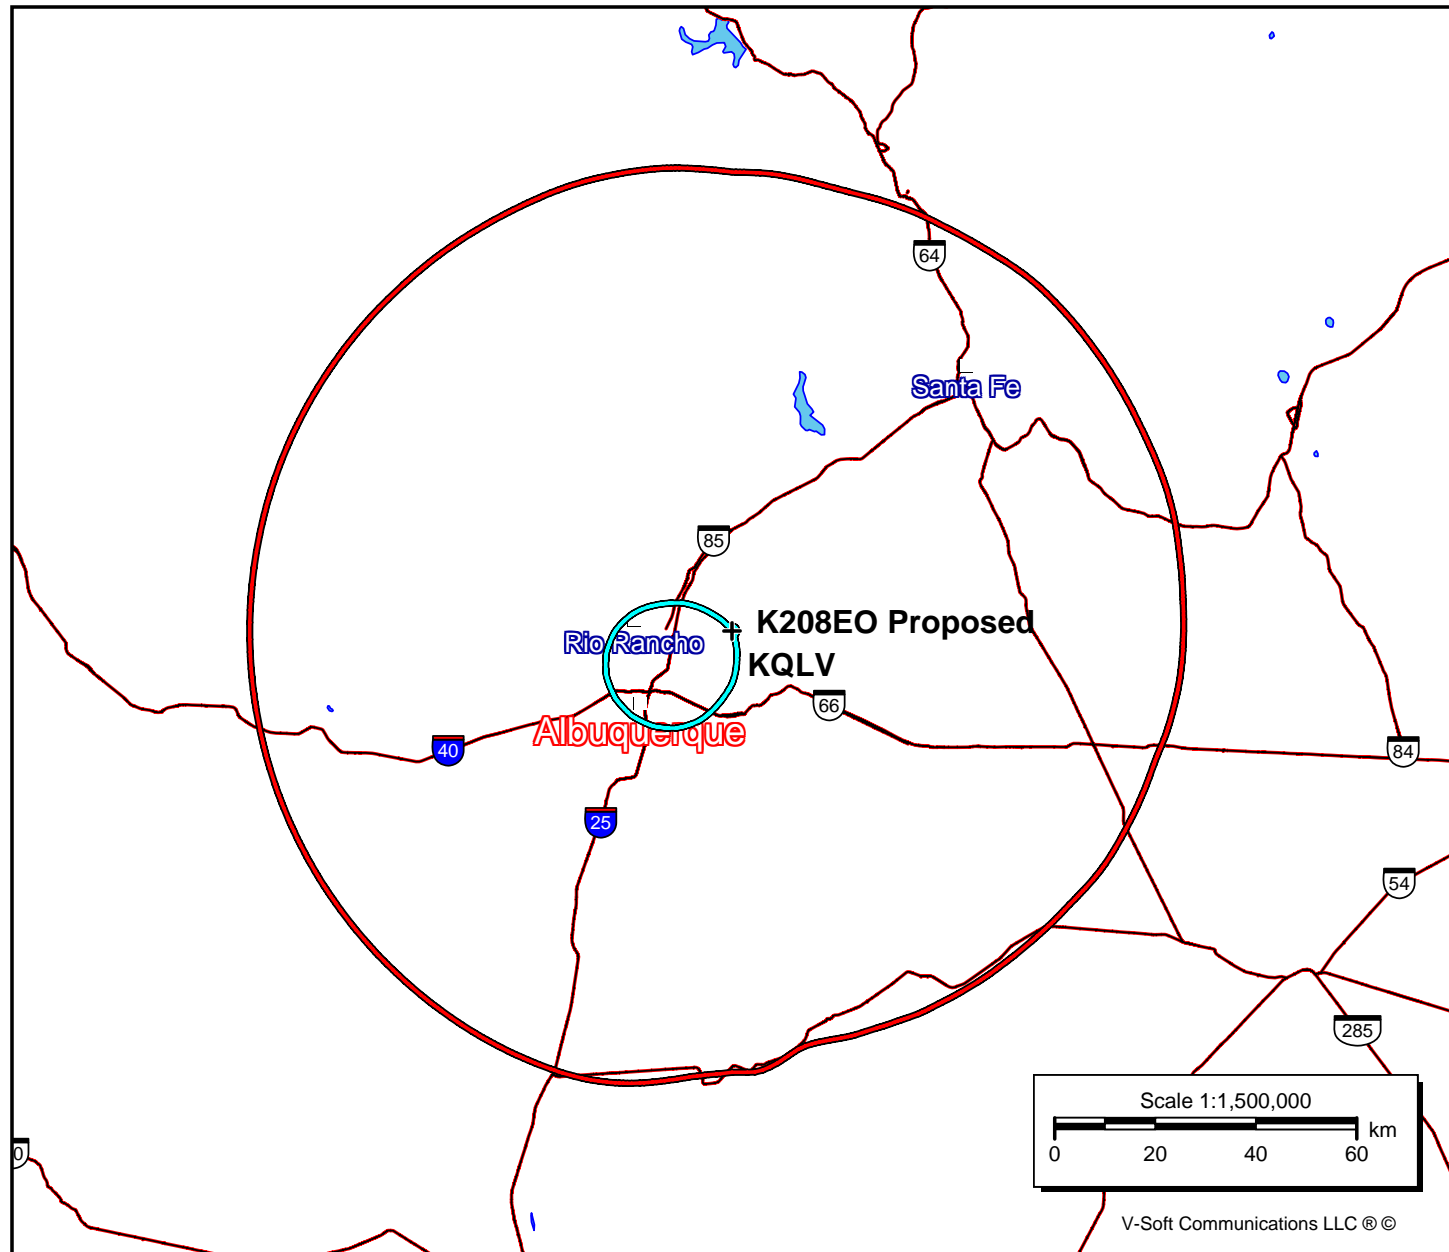 64
Santa Fe
85
K208EO Proposed
Rio Rancho
KQLV
66
Albuquerque
40
84
25
54
285
Scale 1:1,500,000
km
0 20 40 60
0
V-Soft Communications LLC ® ©